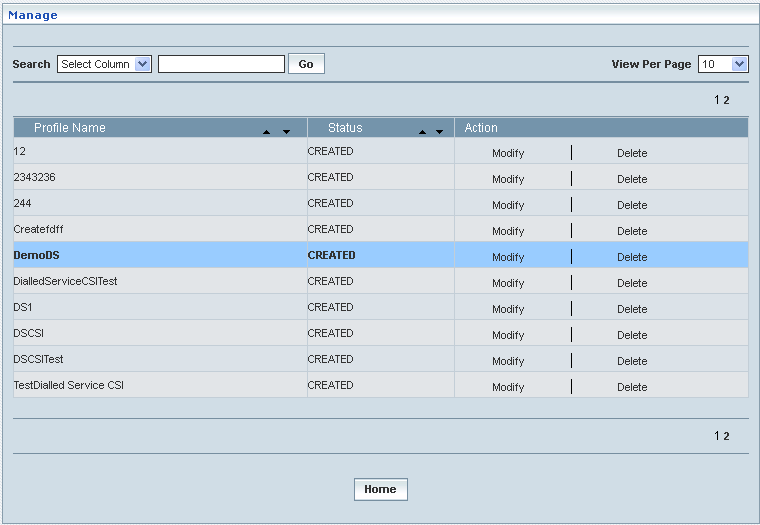 Manage
Search Select Column Go View Per Page 10
1 2
Profile Name Status Action
12 CREATED Modify Delete
2343236 CREATED Modify Delete
244 CREATED Modify Delete
Createfdff CREATED Modify Delete
DemoDS CREATED Modify Delete
DialledServiceCSITest CREATED Modify Delete
DS1 CREATED Modify Delete
DSCSI CREATED Modify Delete
DSCSITest CREATED Modify Delete
TestDialled Service CSI CREATED Modify Delete
1 2
Home